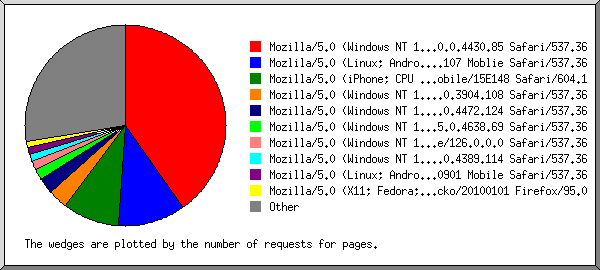 Mozilla/5.0 (Windows NT 1...0.0.4430.85 Safari/537.36
Mozilla/5.0 (Linux; Andro....107 Moblie Safari/537.36
Mozilla/5.0 (iPhone; CPU ...obile/15E148 Safari/604.1
Mozilla/5.0 (Windows NT 1....0.3904.108 Safari/537.36
Mozilla/5.0 (Windows NT 1....0.4472.124 Safari/537.36
Mozilla/5.0 (Windows NT 1...5.0.4638.69 Safari/537.36
Mozilla/5.0 (Windows NT 1...e/126.0.0.0 Safari/537.36
Mozilla/5.0 (Windows NT 1....0.4389.114 Safari/537.36
Mozilla/5.0 (Linux; Andro...0901 Mobile Safari/537.36
Mozilla/5.0 (X11; Fedora;...cko/20100101 Firefox/95.0
Other
The wedges are plotted by the number of requests for pages.